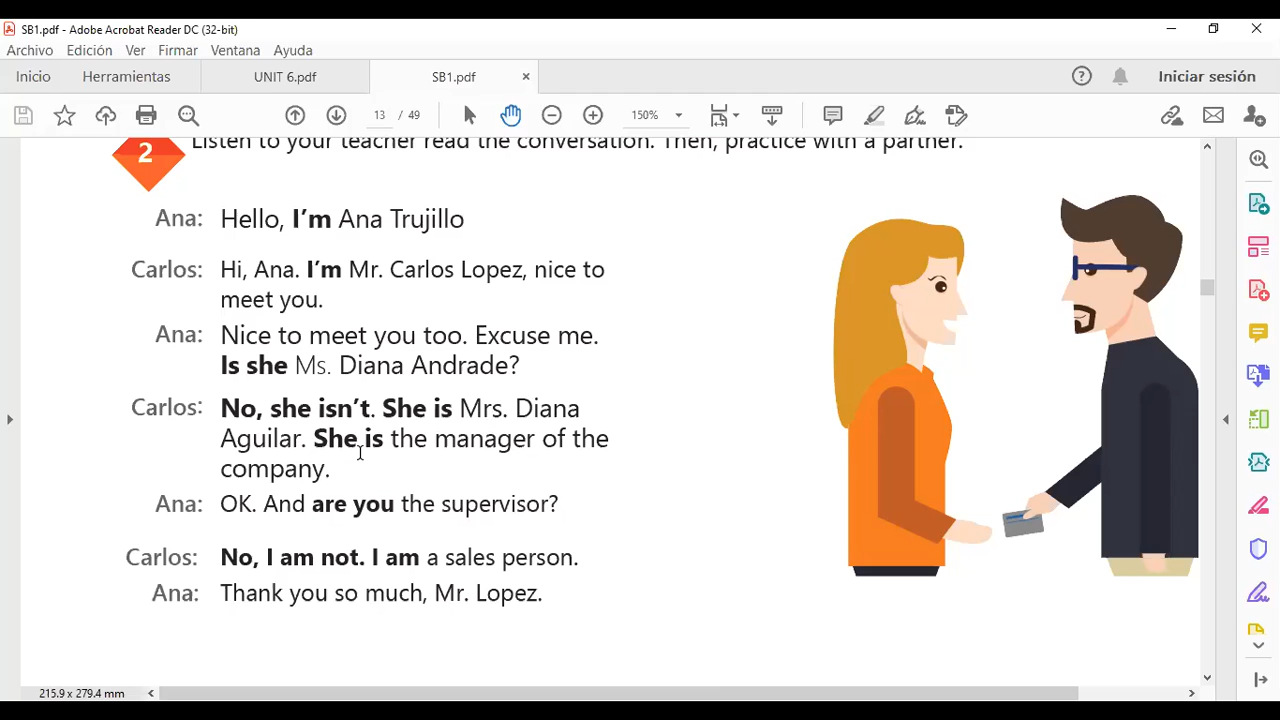 SB1.pdf - Adobe Acrobat Reader DC (32-bit)
Archivo Edición Ver Firmar Ventana Ayuda
Inicio Herramientas UNIT 6.pdf SB1.pdf × Iniciar sesión
13 / 49 150%
2 Listen to your teacher read the conversation. Then, practice with a partner.
Ana: Hello, I'm Ana Trujillo
Carlos: Hi, Ana. I'm Mr. Carlos Lopez, nice to
meet you.
Ana: Nice to meet you too. Excuse me.
Is she Ms. Diana Andrade?
Carlos: No, she isn't. She is Mrs. Diana
Aguilar. She is the manager of the
company.
Ana: OK. And are you the supervisor?
Carlos: No, I am not. I am a sales person.
Ana: Thank you so much, Mr. Lopez.
215.9 x 279.4 mm